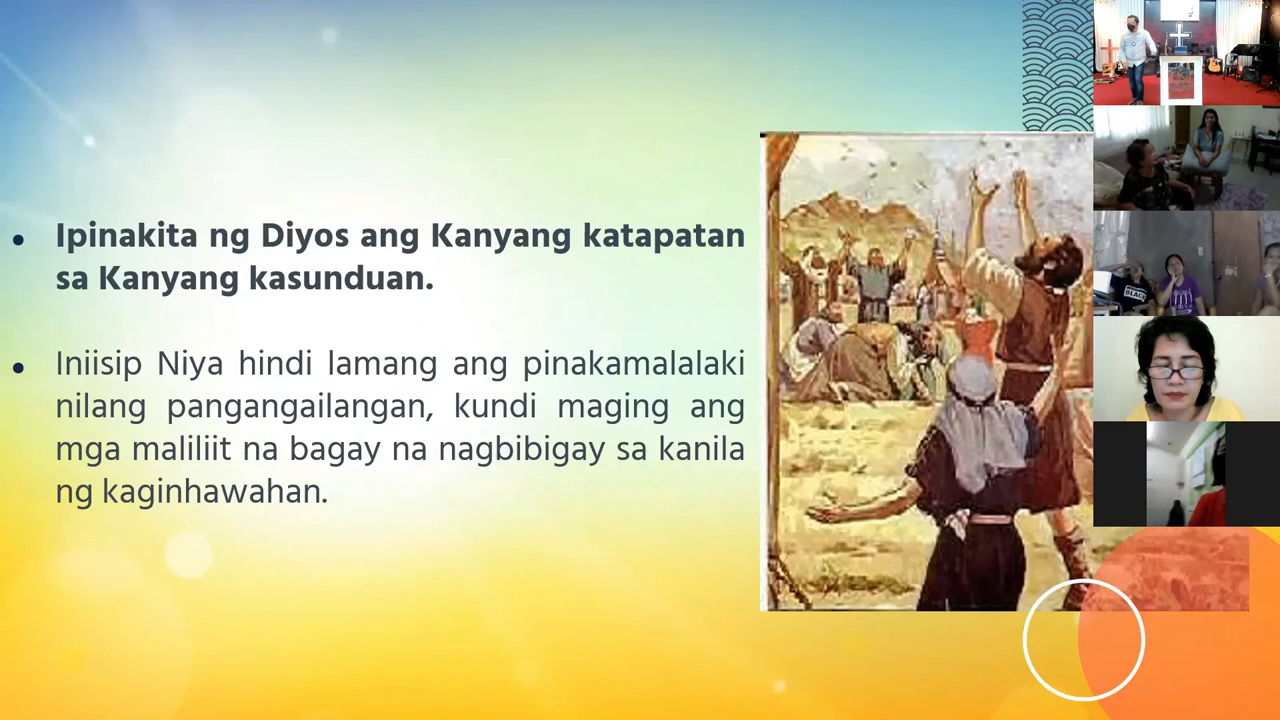 Ipinakita ng Diyos ang Kanyang katapatan
sa Kanyang kasunduan.
Iniisip Niya hindi lamang ang pinakamalalaki
nilang pangangailangan, kundi maging ang
mga maliliit na bagay na nagbibigay sa kanila
ng kaginhawahan.
BLACK